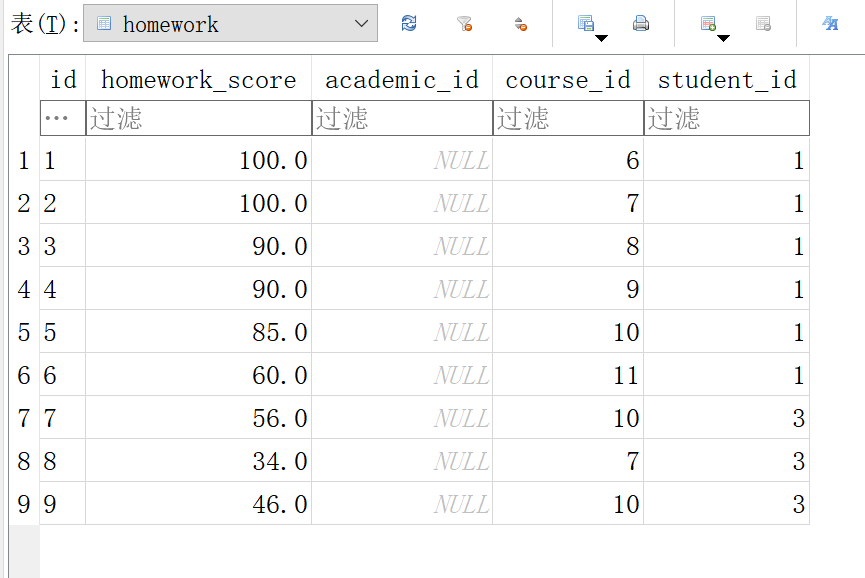 表(T): homework
id homework_score academic_id course_id student_id
… 过滤 过滤 过滤 过滤
1 1 100.0 NULL 6 1
2 2 100.0 NULL 7 1
3 3 90.0 NULL 8 1
4 4 90.0 NULL 9 1
5 5 85.0 NULL 10 1
6 6 60.0 NULL 11 1
7 7 56.0 NULL 10 3
8 8 34.0 NULL 7 3
9 9 46.0 NULL 10 3